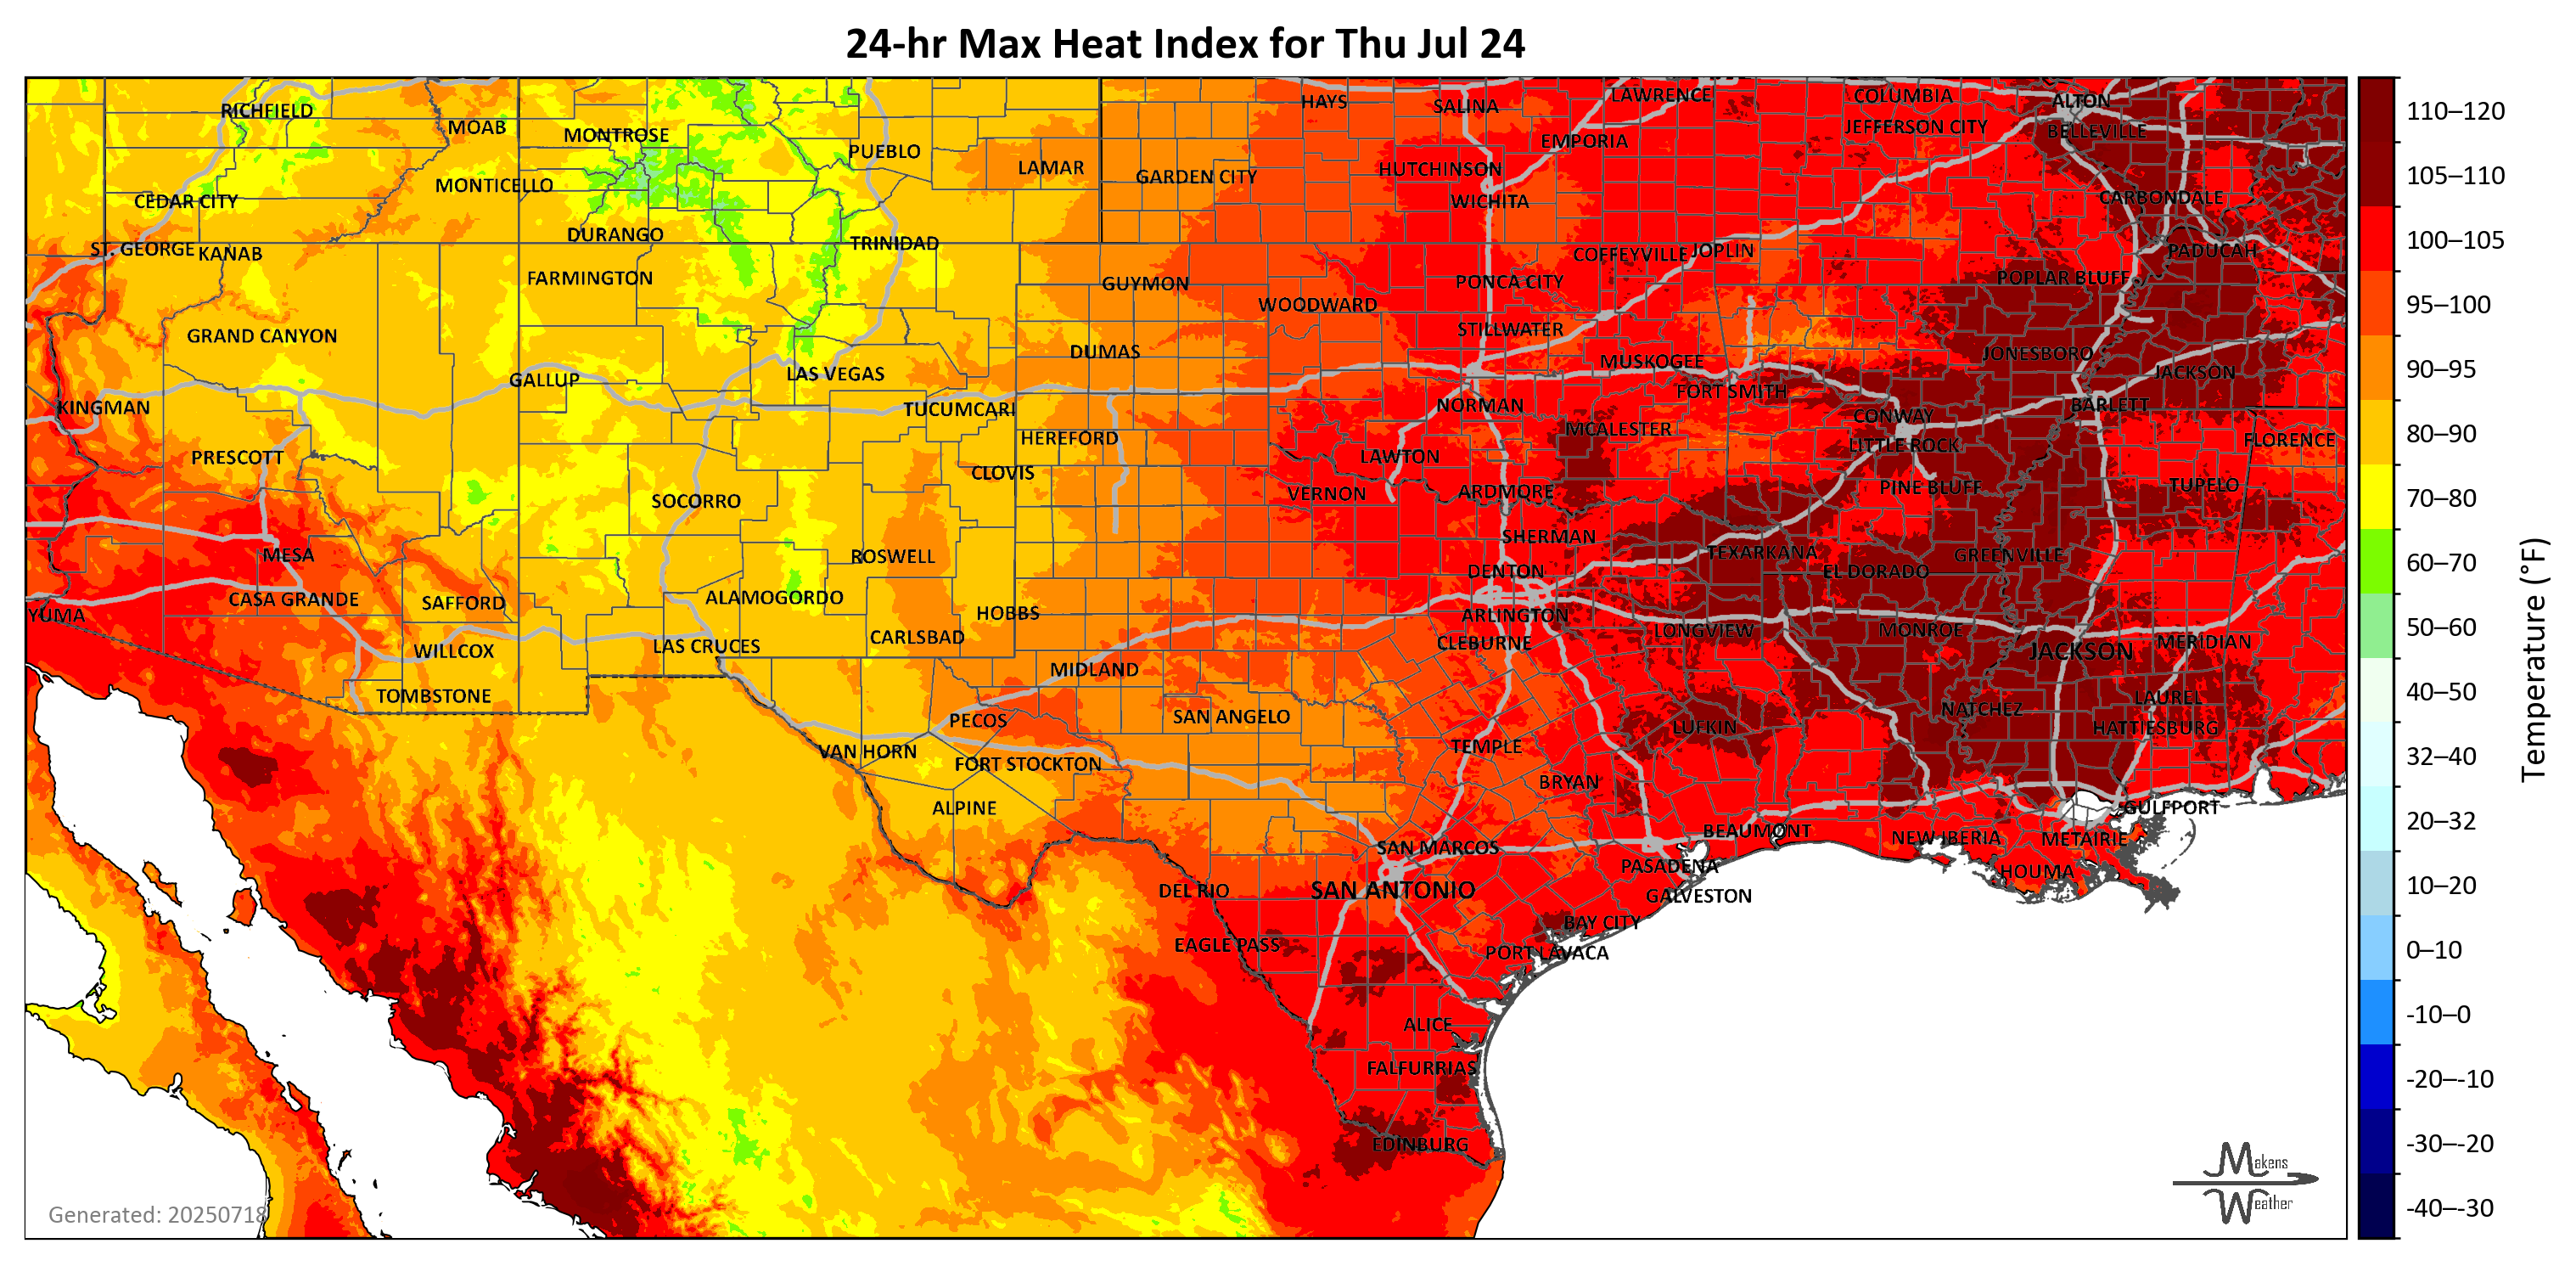 24-hr Max Heat Index for Thu Jul 24
RICHFIELD
MOAB
MONTROSE
PUEBLO
LAMAR
GARDEN CITY
HAYS
SALINA
LAWRENCE
COLUMBIA
ALTON
EMPORIA
JEFFERSON CITY
BELLEVILLE
HUTCHINSON
CEDAR CITY
MONTICELLO
WICHITA
CARBONDALE
DURANGO
TRINIDAD
ST. GEORGE
KANAB
COFFEYVILLE
JOPLIN
PADUCAH
FARMINGTON
GUYMON
PONCA CITY
POPLAR BLUFF
WOODWARD
GRAND CANYON
STILLWATER
DUMAS
MUSKOGEE
JONESBORO
GALLUP
LAS VEGAS
JACKSON
FORT SMITH
KINGMAN
TUCUMCARI
NORMAN
CONWAY
BARLETT
HEREFORD
MCALESTER
LITTLE ROCK
FLORENCE
PRESCOTT
CLOVIS
LAWTON
SOCORRO
VERNON
ARDMORE
PINE BLUFF
TUPELO
MESA
ROSWELL
SHERMAN
TEXARKANA
GREENVILLE
DENTON
EL DORADO
CASA GRANDE
SAFFORD
ALAMOGORDO
HOBBS
YUMA
ARLINGTON
WILLCOX
LAS CRUCES
CARLSBAD
CLEBURNE
LONGVIEW
MONROE
JACKSON
MERIDIAN
MIDLAND
TOMBSTONE
LAUREL
PECOS
SAN ANGELO
NATCHEZ
LUFKIN
HATTIESBURG
VAN HORN
FORT STOCKTON
TEMPLE
BRYAN
ALPINE
GULFPORT
BEAUMONT
NEW IBERIA
METAIRIE
SAN MARCOS
PASADENA
HOUMA
DEL RIO
SAN ANTONIO
GALVESTON
BAY CITY
EAGLE PASS
PORT LAVACA
ALICE
FALFURRIAS
EDINBURG
Generated: 20250718
Makens
Weather
110–120
105–110
100–105
95–100
90–95
80–90
70–80
60–70
50–60
40–50
32–40
20–32
10–20
0–10
-10–0
-20–-10
-30–-20
-40–-30
Temperature (°F)